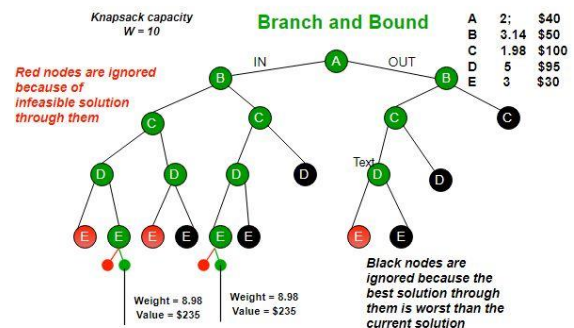 Knapsack capacity
W = 10
Branch and Bound
A 2; $40
B 3.14 $50
C 1.98 $100
D 5 $95
E 3 $30
Red nodes are ignored
because of
infeasible solution
through them
IN
OUT
A
B
B
C
C
C
C
D
D
D
D
Text
D
D
E
E
E
E
E
E
E
E
Weight = 8.98
Value = $235
Weight = 8.98
Value = $235
Black nodes are
ignored because the
best solution through
them is worst than the
current solution